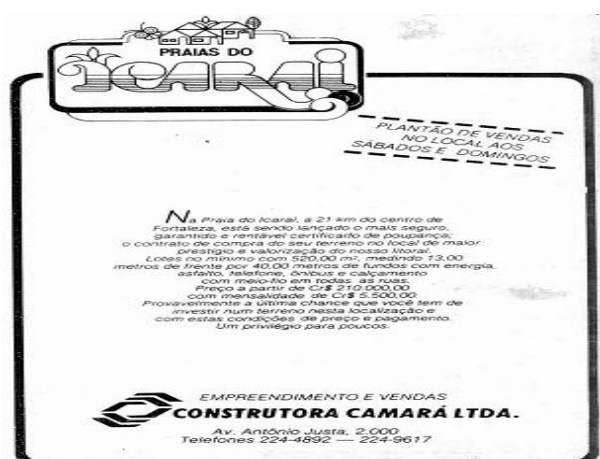 PRAIAS DO
ICARAÍ
PLANTÃO DE VENDAS
NO LOCAL AOS
SÁBADOS E DOMINGOS
Na Praia do Icaraí, a 21 km do centro de
Fortaleza, está sendo lançado o mais seguro,
garantido e rentável certificado de poupança;
o contrato de compra do seu terreno no local de maior
prestígio e valorização do nosso litoral.
Lotes no mínimo com 520,00 m², medindo 13,00
metros de frente por 40,00 metros de fundos com energia,
asfalto, telefone, ônibus e calçamento
com meio-fio em todas as ruas.
Preço a partir de Cr$ 210.000,00
com mensalidade de Cr$ 5.500,00
Provavelmente a última chance que você tem de
investir num terreno nesta localização e
com estas condições de preço e pagamento.
Um privilégio para poucos.
EMPREENDIMENTO E VENDAS
CONSTRUTORA CAMARÁ LTDA.
Av. Antônio Justa, 2.000
Telefones 224-4892 — 224-9617